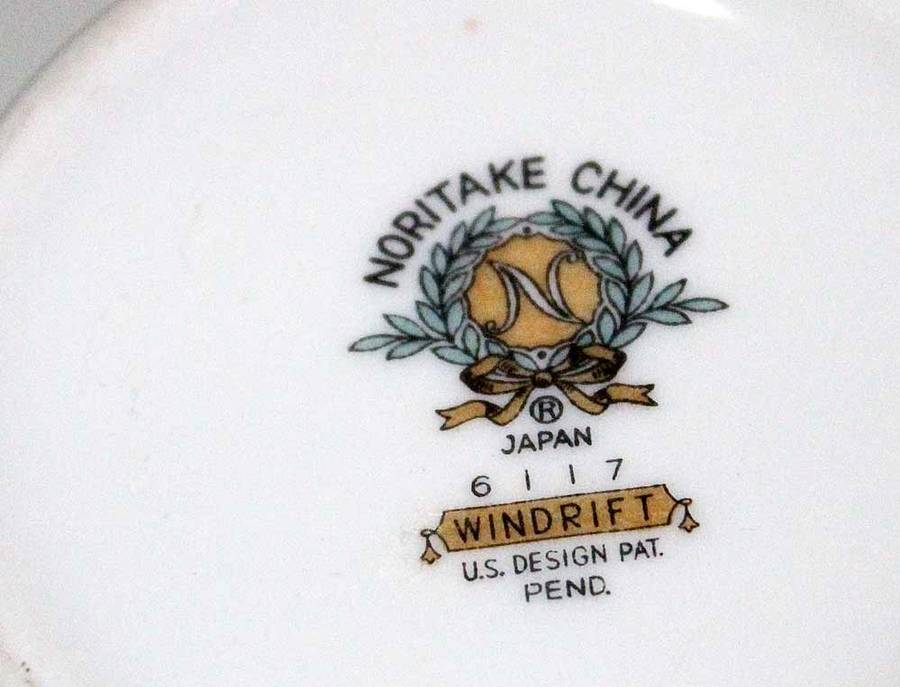 NORITAKE CHINA
N
®
JAPAN
6117
WINDRIFT
U.S. DESIGN PAT.
PEND.